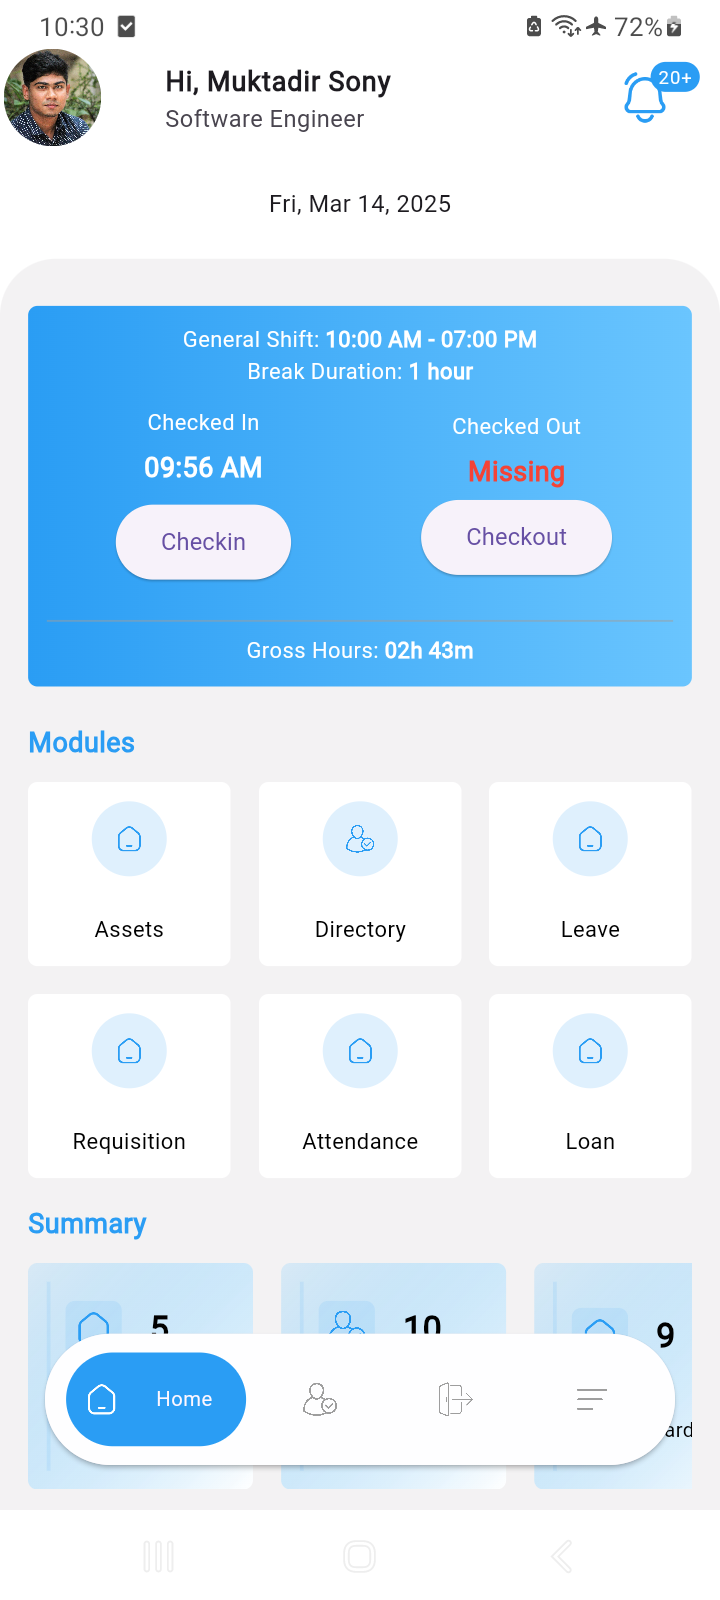 10:30 72%
Hi, Muktadir Sony
20+
Software Engineer
Fri, Mar 14, 2025
General Shift: 10:00 AM - 07:00 PM
Break Duration: 1 hour
Checked In
Checked Out
09:56 AM
Missing
Checkin
Checkout
Gross Hours: 02h 43m
Modules
Assets Directory Leave
Requisition Attendance Loan
Summary
5 10 9
Home